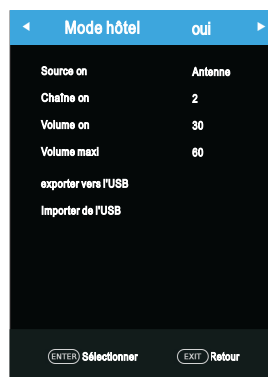 Mode hôtel oui
Source on Antenne
Chaîne on 2
Volume on 30
Volume maxi 60
exporter vers l'USB
Importer de l'USB
ENTER Sélectionner EXIT Retour